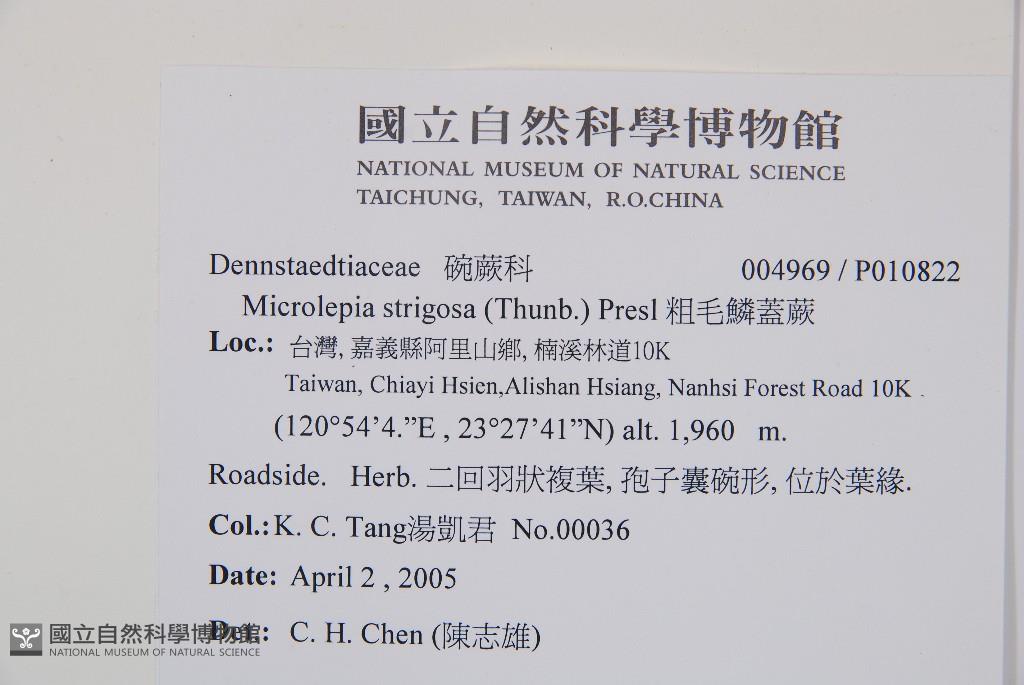 國立自然科學博物館
NATIONAL MUSEUM OF NATURAL SCIENCE
TAICHUNG, TAIWAN, R.O.CHINA
Dennstaedtiaceae 碗蕨科 004969 / P010822
Microlepia strigosa (Thunb.) Presl 粗毛鱗蓋蕨
Loc.: 台灣, 嘉義縣阿里山鄉, 楠溪林道10K
Taiwan, Chiayi Hsien,Alishan Hsiang, Nanhsi Forest Road 10K .
(120°54’4.”E , 23°27’41”N) alt. 1,960 m.
Roadside. Herb. 二回羽狀複葉, 孢子囊碗形, 位於葉緣.
Col.: K. C. Tang湯凱君 No.00036
Date: April 2 , 2005
Det.: C. H. Chen (陳志雄)
國立自然科學博物館
NATIONAL MUSEUM OF NATURAL SCIENCE